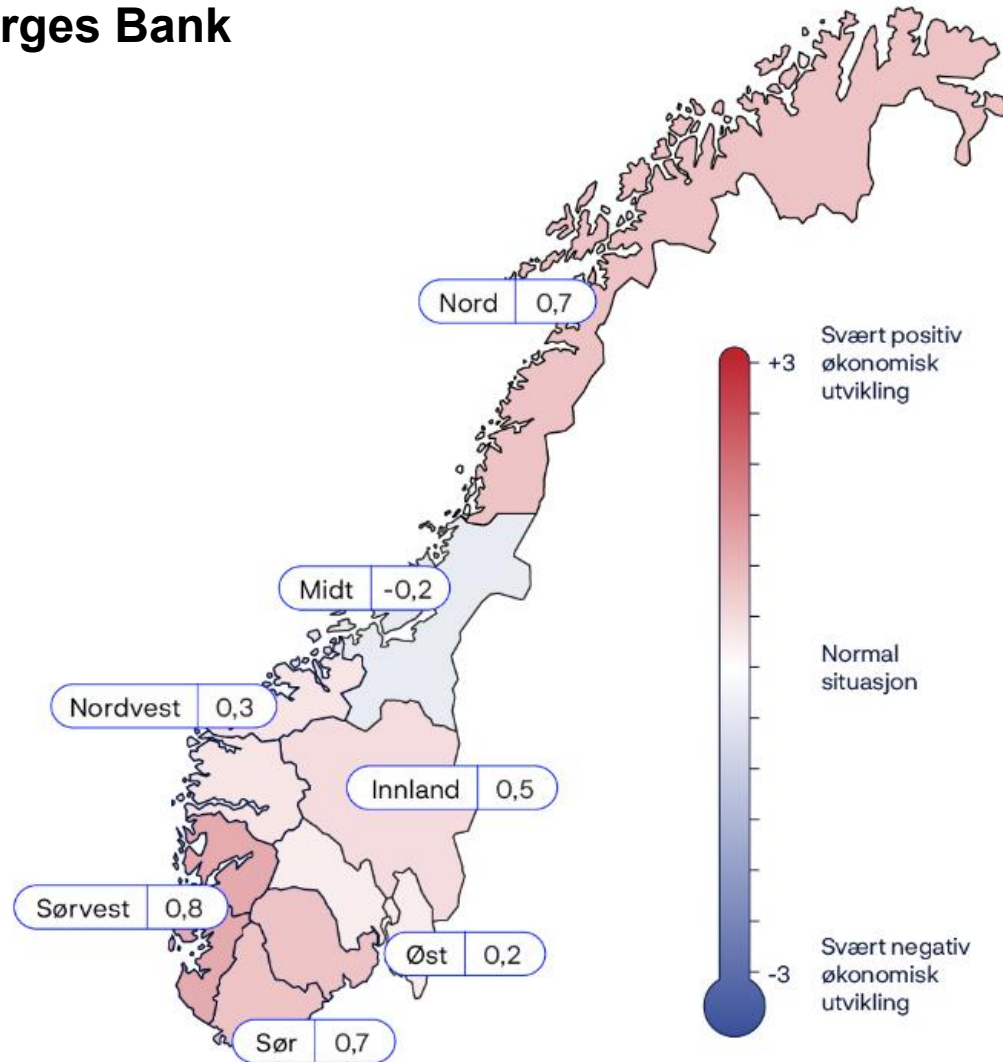 rges Bank
Nord 0,7
+3
Svært positiv
økonomisk
utvikling
Midt -0,2
Normal
situasjon
Nordvest 0,3
Innland 0,5
Sørvest 0,8
Øst 0,2
-3
Svært negativ
økonomisk
utvikling
Sør 0,7